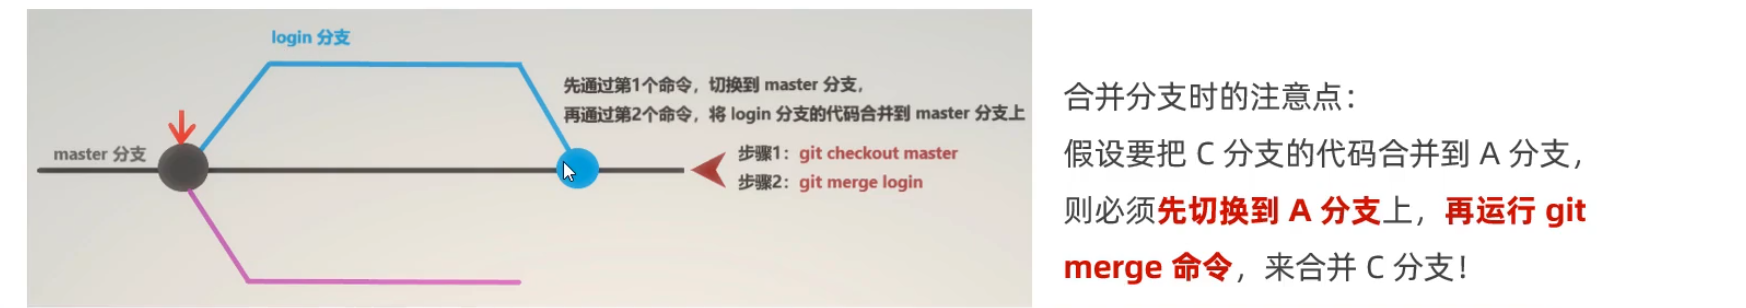 login 分支
先通过第1个命令，切换到 master 分支，
再通过第2个命令，将 login 分支的代码合并到 master 分支上
master 分支
步骤1：git checkout master
步骤2：git merge login
合并分支时的注意点：
假设要把 C 分支的代码合并到 A 分支，
则必须先切换到 A 分支上，再运行 git
merge 命令，来合并 C 分支！